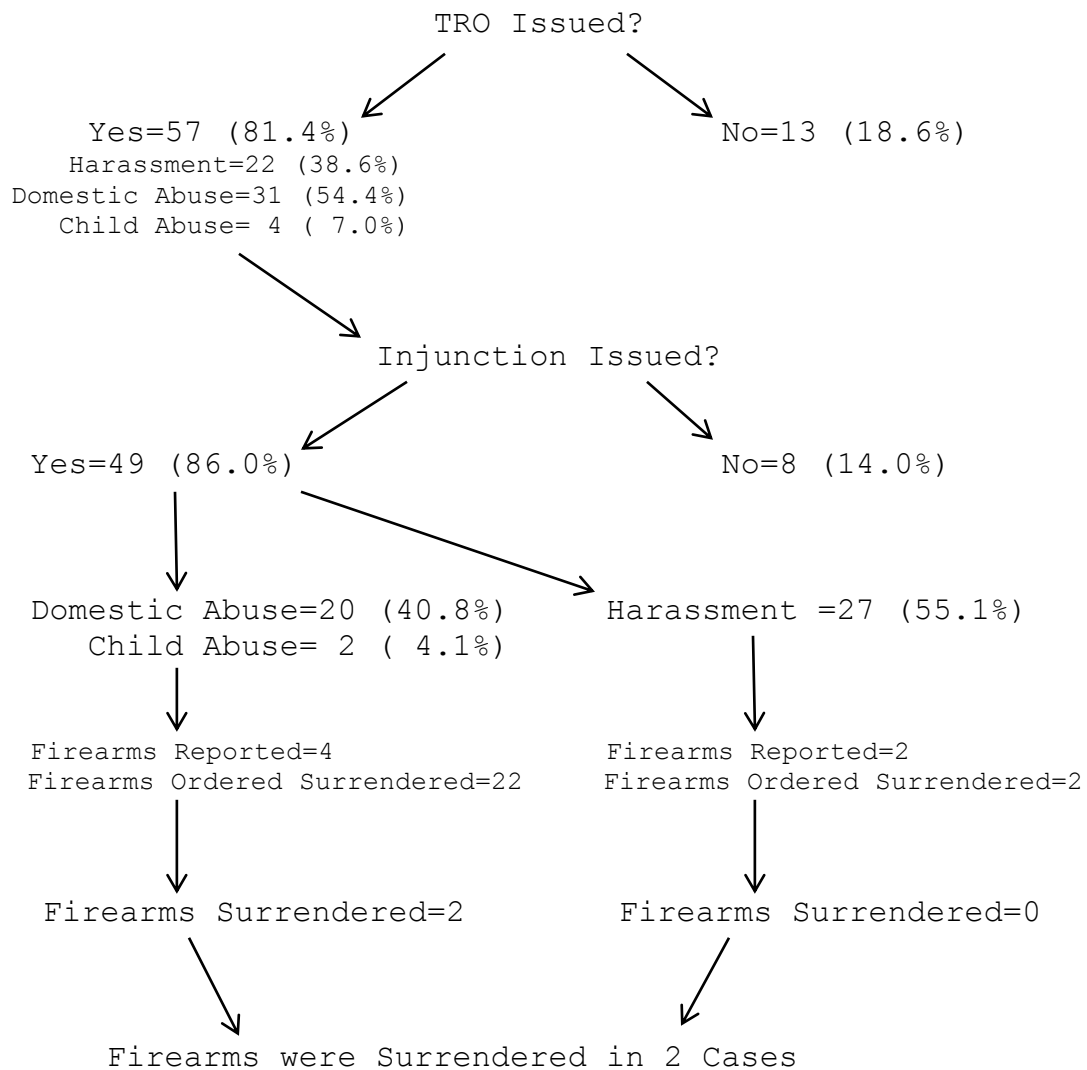 TRO Issued?
Yes=57 (81.4%)
No=13 (18.6%)
Harassment=22 (38.6%)
Domestic Abuse=31 (54.4%)
Child Abuse= 4 ( 7.0%)
Injunction Issued?
Yes=49 (86.0%)
No=8 (14.0%)
Domestic Abuse=20 (40.8%)
Child Abuse= 2 ( 4.1%)
Harassment =27 (55.1%)
Firearms Reported=4
Firearms Ordered Surrendered=22
Firearms Reported=2
Firearms Ordered Surrendered=2
Firearms Surrendered=2
Firearms Surrendered=0
Firearms were Surrendered in 2 Cases